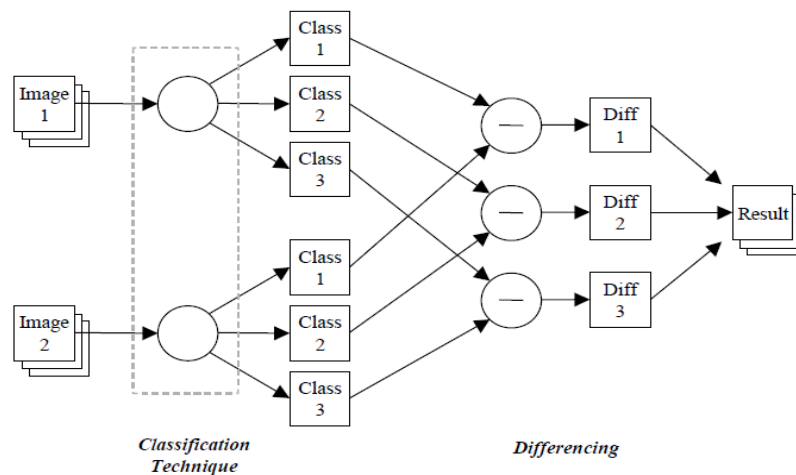 Class
1
Image
1
Class
2
Class
3
Diff
1
Diff
2
Result
Class
1
Diff
3
Image
2
Class
2
Class
3
Classification
Technique
Differencing